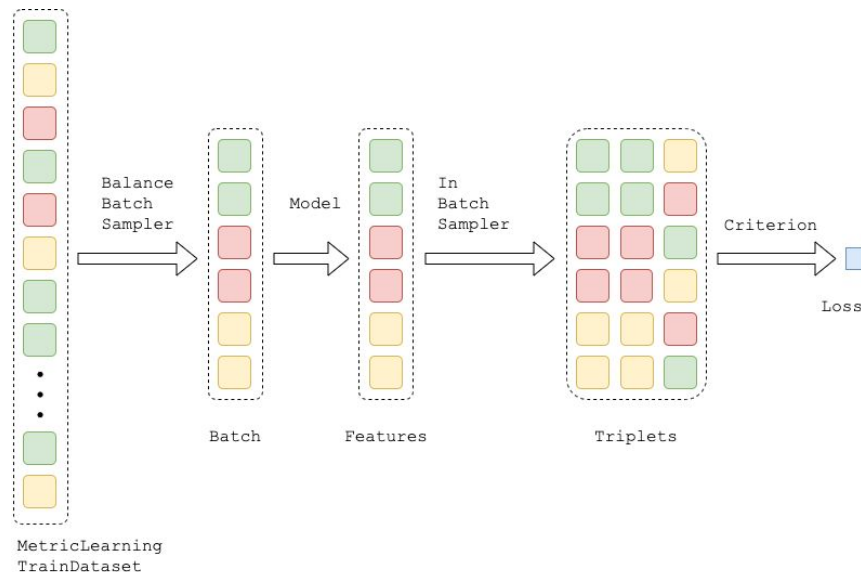 Balance
Batch
Sampler
Model
In
Batch
Sampler
Criterion
Loss
Batch
Features
Triplets
MetricLearning
TrainDataset